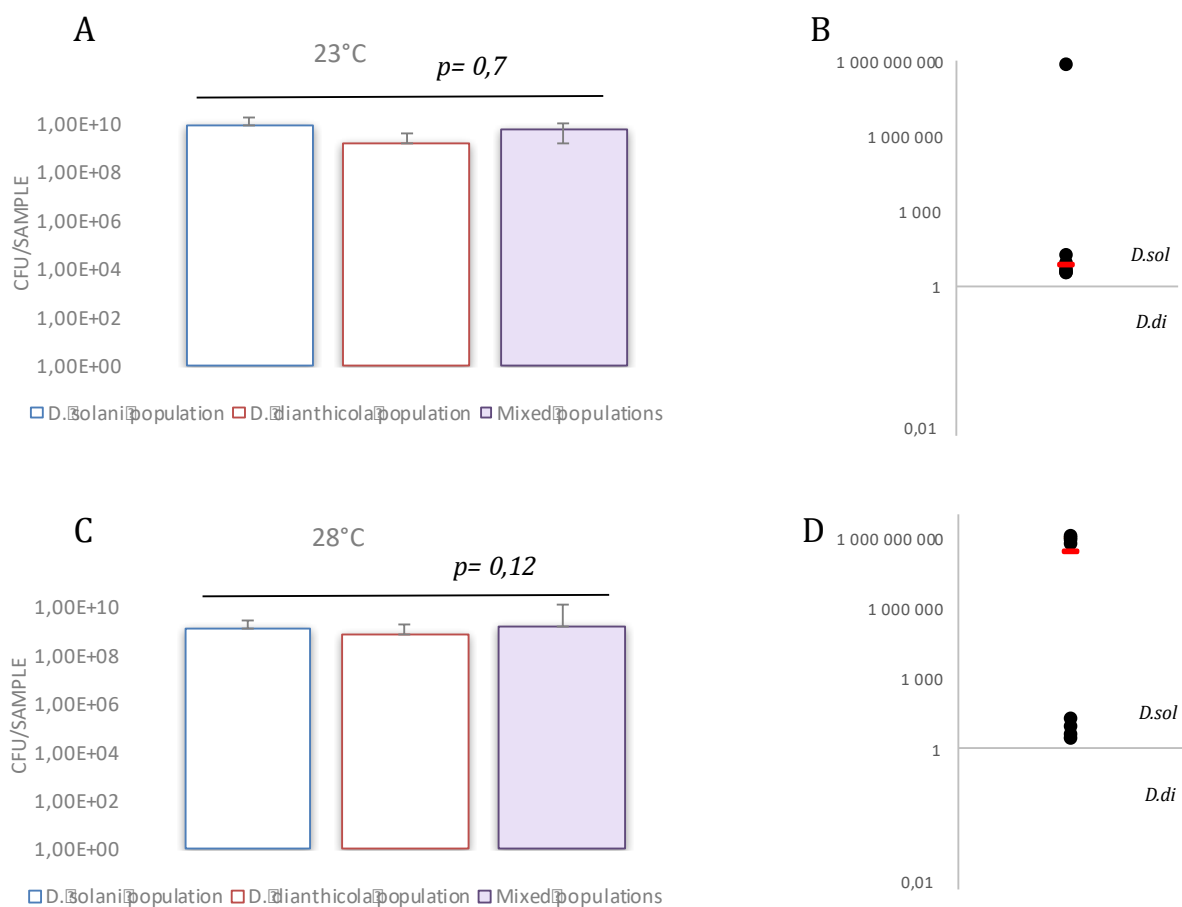 A
23°C
p= 0,7
1,00E+10
1,00E+08
1,00E+06
1,00E+04
1,00E+02
1,00E+00
CFU/SAMPLE
D. solani population D. dianthicola population Mixed populations
B
1 000 000 000
1 000 000
1 000
1
0,01
D.sol
D.di
C
28°C
p= 0,12
1,00E+10
1,00E+08
1,00E+06
1,00E+04
1,00E+02
1,00E+00
CFU/SAMPLE
D. solani population D. dianthicola population Mixed populations
D
1 000 000 000
1 000 000
1 000
1
0,01
D.sol
D.di